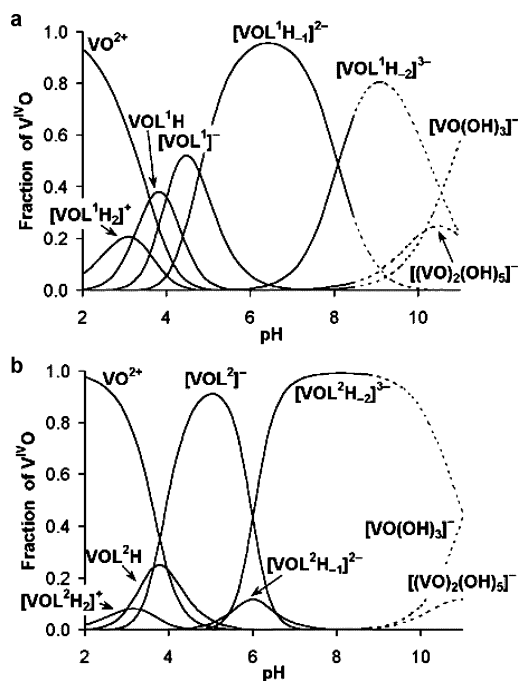 a
1.0
0.8
0.6
0.4
0.2
0.0
Fraction of VᴵⱽO
VO²⁺
[VOL¹H₋₁]²⁻
[VOL¹H₋₂]³⁻
VOL¹H
[VOL¹]⁻
[VO(OH)₃]⁻
[VOL¹H₂]⁺
[(VO)₂(OH)₅]⁻
2 4 6 8 10
pH
b
1.0
0.8
0.6
0.4
0.2
0.0
Fraction of VᴵⱽO
VO²⁺
[VOL²]⁻
[VOL²H₋₂]³⁻
[VO(OH)₃]⁻
VOL²H
[VOL²H₋₁]²⁻
[VOL²H₂]⁺
[(VO)₂(OH)₅]⁻
2 4 6 8 10
pH